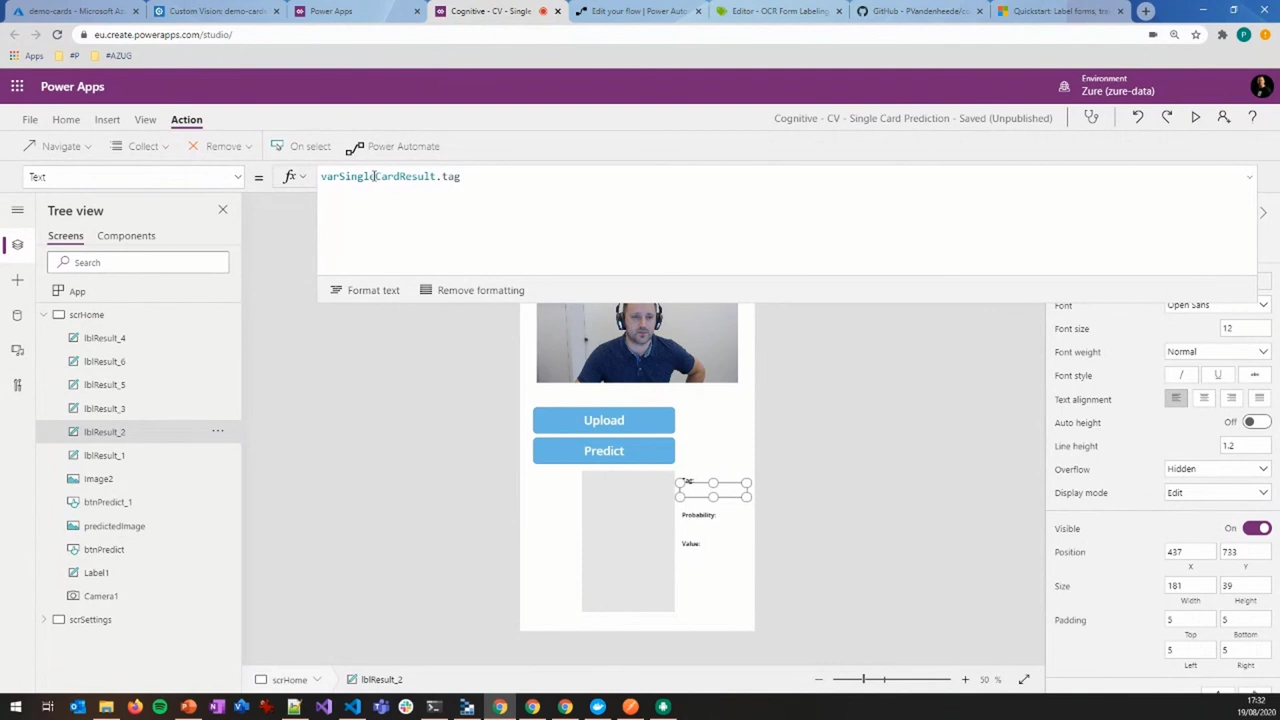 demo-cards - Microsoft Az
Custom Vision: demo-cards
Power Apps
Cognitive - CV - Single
Edit your flow | Power Autom
Editor - OCR Form Labeling
GitHub - PVandenheede/co
Quickstart: Label forms, tra
eu.create.powerapps.com/studio/
P
Apps
#P
#AZUG
Power Apps
Environment
Zure (zure-data)
File
Home
Insert
View
Action
Cognitive - CV - Single Card Prediction - Saved (Unpublished)
Navigate
Collect
Remove
On select
Power Automate
Text
=
fx
varSingleCardResult.tag
Format text
Remove formatting
Tree view
Screens
Components
Search
App
scrHome
lblResult_4
lblResult_6
lblResult_5
lblResult_3
lblResult_2
lblResult_1
Image2
btnPredict_1
predictedImage
btnPredict
Label1
Camera1
scrSettings
Upload
Predict
Tag:
Probability:
Value:
Font
Open Sans
Font size
12
Font weight
Normal
Font style
/
U
abc
Text alignment
Auto height
Off
Line height
1.2
Overflow
Hidden
Display mode
Edit
Visible
On
Position
437
733
X
Y
Size
181
39
Width
Height
Padding
5
5
Top
Bottom
5
5
Left
Right
scrHome
lblResult_2
50 %
17:32
19/08/2020